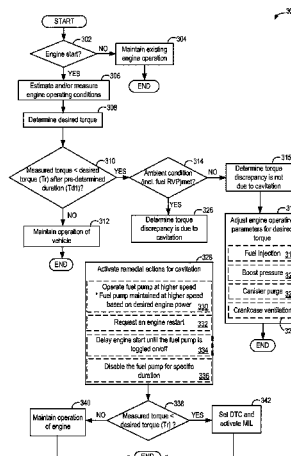 30
START
302
Engine start?
NO
304
Maintain existing
engine operation
END
YES
306
Estimate and/or measure
engine operating conditions
308
Determine desired torque
310
Measured torque < desired
torque (Tr) after pre-determined
duration (Tdt1)?
YES
314
Ambient condition
(incl. fuel RVP)met?
NO
315
Determine torque
discrepancy is not
due to cavitation
NO
312
Maintain operation of
vehicle
END
YES
326
Determine torque
discrepancy is due to
cavitation
Adjust engine operatin
parameters for desired
torque
Fuel injection
Boost pressure
Canister purge
Crankcase ventilation
END
328
Activate remedial actions for cavitation
Operate fuel pump at higher speed
* Fuel pump maintained at higher speed
based on desired engine power
330
Request an engine restart
332
Delay engine start until the fuel pump is
toggled on/off
334
Disable the fuel pump for specific
duration
336
338
Measured torque <
desired torque (Tr) ?
NO
340
Maintain operation
of engine
YES
342
Set DTC and
activate MIL
END